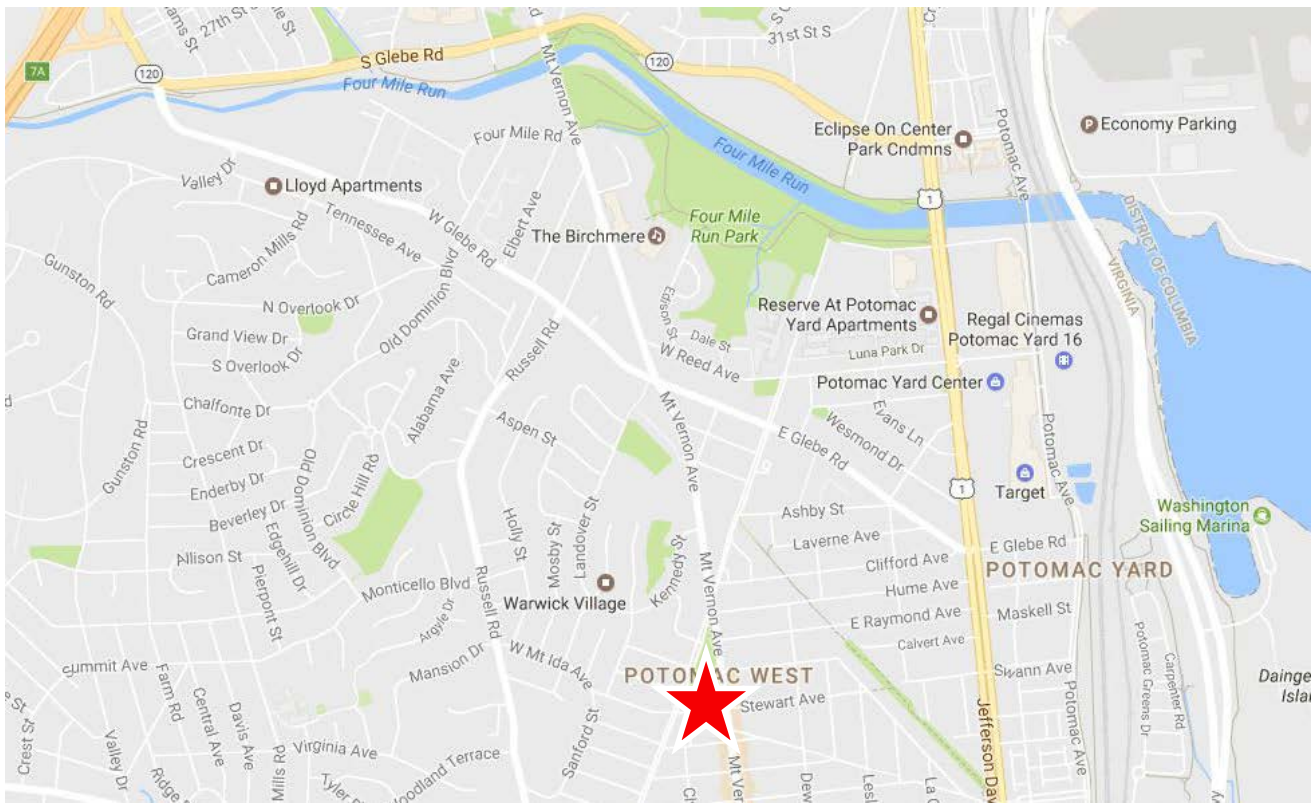 27th St
31st St S
S Glebe Rd
120
7A
Four Mile Run
Mt Vernon Ave
120
Potomac Ave
Economy Parking
Eclipse On Center
Park Cndmns
Four Mile Rd
Four Mile Run
Valley Dr
Lloyd Apartments
1
DISTRICT OF COLUMBIA
VIRGINIA
Tennessee Ave
W Glebe Rd
Elbert Ave
The Birchmere
Four Mile
Run Park
Cameron Mills Rd
Gunston Rd
Old Dominion Blvd
N Overlook Dr
Edison St
Reserve At Potomac
Yard Apartments
Regal Cinemas
Potomac Yard 16
Grand View Dr
S Overlook Dr
Russell Rd
Dale St
W Reed Ave
Luna Park Dr
Potomac Yard Center
Chalfonte Dr
Alabama Ave
Aspen St
Mt Vernon Ave
Evans Ln
Wesmond Dr
E Glebe Rd
Potomac Ave
Gunston Rd
Crescent Dr
Enderby Dr
Old Dominion Blvd
Circle Hill Rd
1
Target
Beverley Dr
Edgehill Dr
Holly St
Mosby St
Landover St
Ashby St
Washington
Sailing Marina
Allison St
Laverne Ave
Kennedy St
Mt Vernon Ave
Clifford Ave
E Glebe Rd
POTOMAC YARD
Pierpont St
Monticello Blvd
Russell Rd
Warwick Village
Hume Ave
Argyle Dr
E Raymond Ave
Maskell St
Calvert Ave
Mansion Dr
W Mt Ida Ave
Summit Ave
Farm Rd
POTOMAC WEST
Swann Ave
Potomac Greens Dr
Carpenter Rd
Central Ave
Davis Ave
Stewart Ave
Potomac Ave
Sanford St
Jefferson Dav
Crest St
Valley Dr
Ridge
Mills Rd
Virginia Ave
Mt Ver